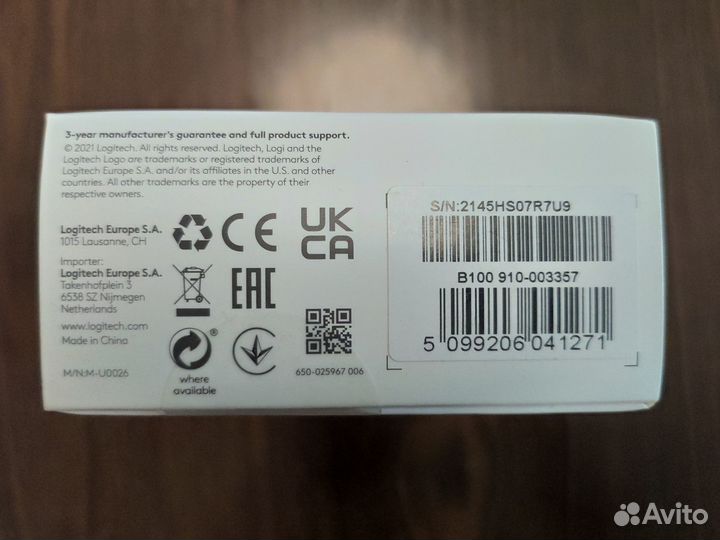 3-year manufacturer's guarantee and full product support.
© 2021 Logitech. All rights reserved. Logitech, Logi and the
Logitech Logo are trademarks or registered trademarks of
Logitech Europe S.A. and/or its affiliates in the U.S. and other
countries. All other trademarks are the property of their
respective owners.
Logitech Europe S.A.
1015 Lausanne, CH
Importer:
Logitech Europe S.A.
Takenhofplein 3
6538 SZ Nijmegen
Netherlands
www.logitech.com
Made in China
M/N:M-U0026
CE
UK
CA
EAC
®
where
available
650-025967 006
S/N:2145HS07R7U9
B100 910-003357
5 099206 041271
Avito